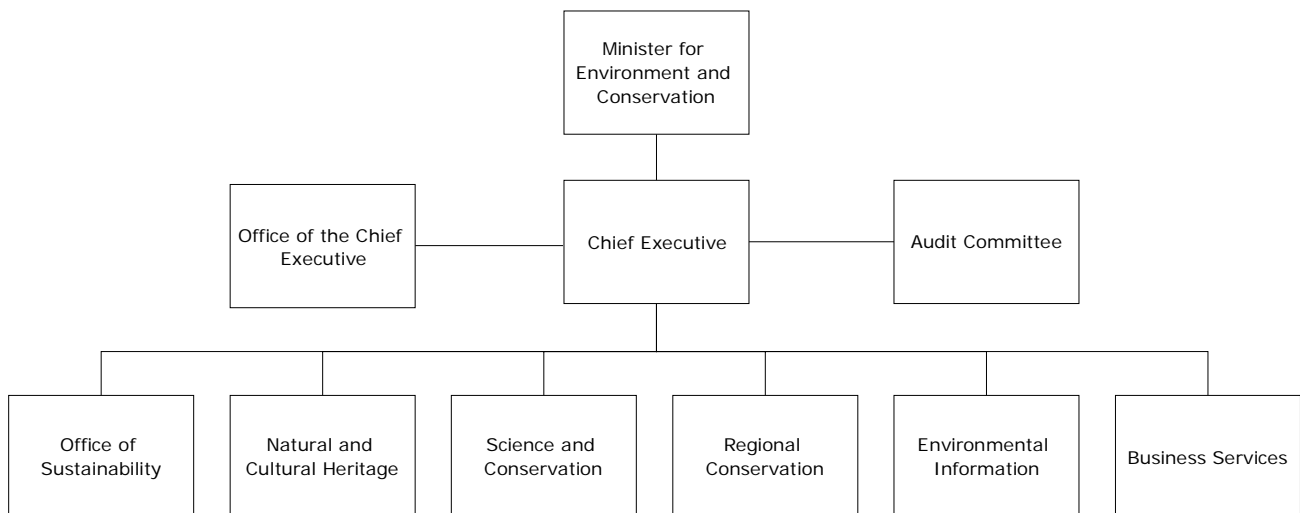 Minister for
Environment and
Conservation
Office of the Chief
Executive
Chief Executive
Audit Committee
Office of
Sustainability
Natural and
Cultural Heritage
Science and
Conservation
Regional
Conservation
Environmental
Information
Business Services